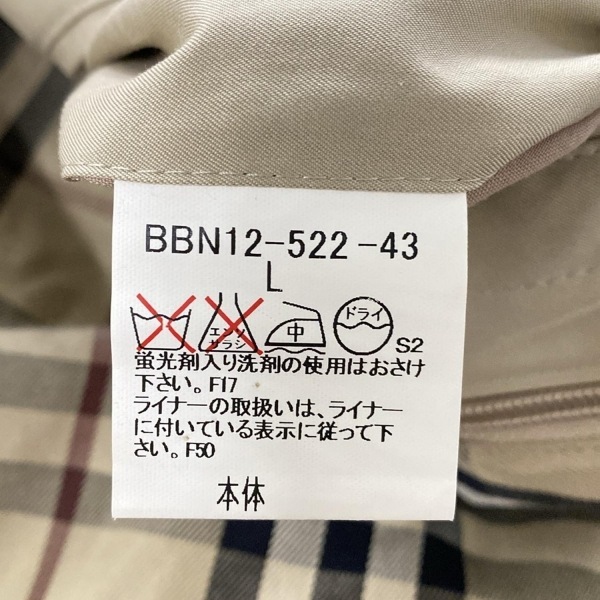 BBN12-522-43
L
エンソ
サラシ
中
ドライ
S2
蛍光剤入り洗剤の使用はおさけ
下さい。F17
ライナーの取扱いは、ライナー
に付いている表示に従って下
さい。F50
本体